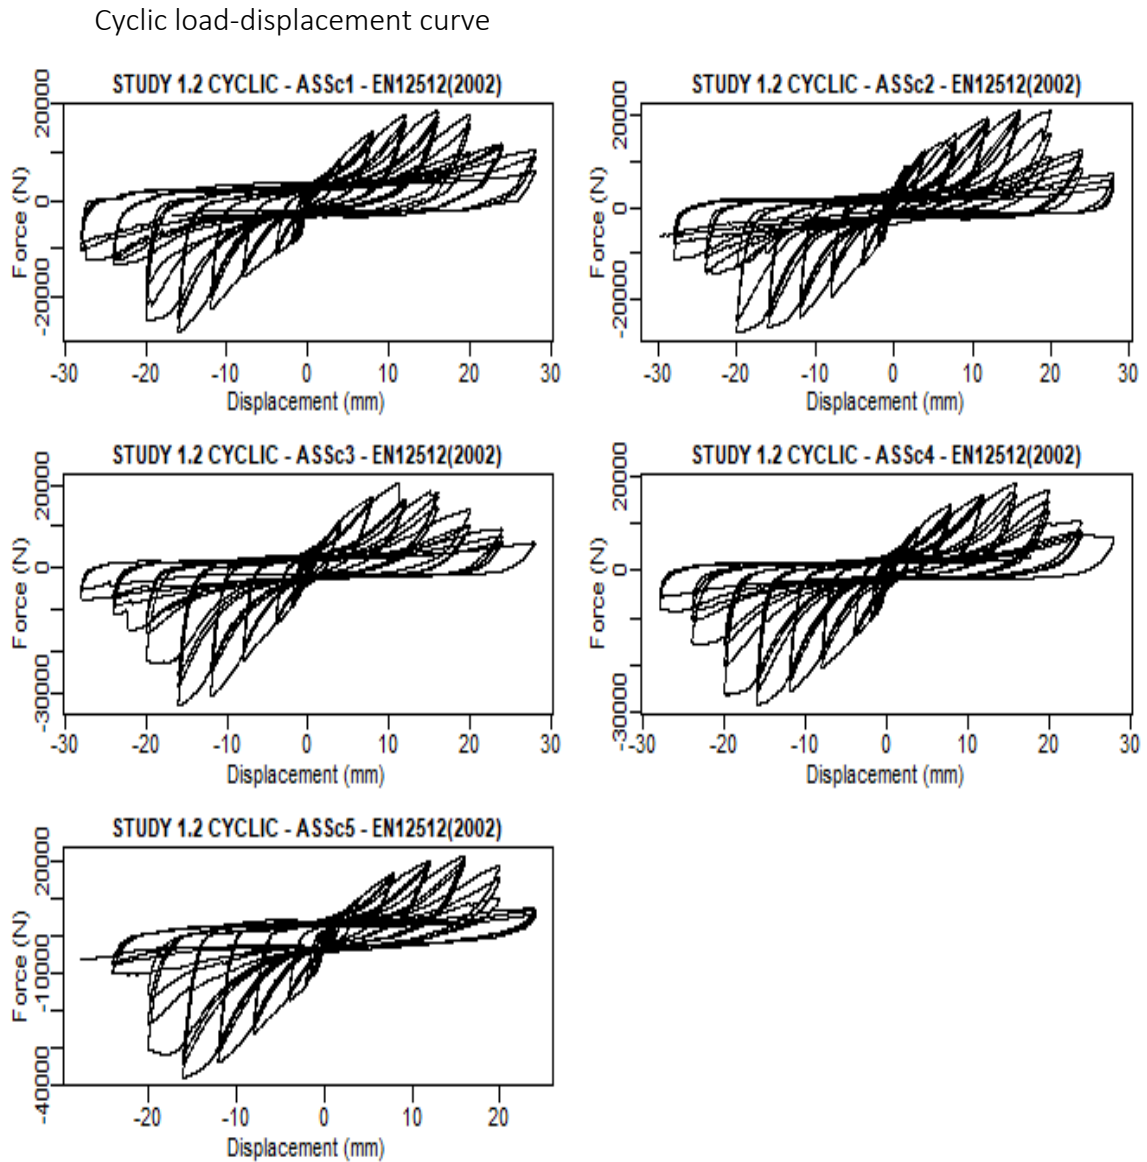 Cyclic load-displacement curve
STUDY 1.2 CYCLIC - ASSc1 - EN12512(2002)
Force (N)
20000
0
-20000
-30 -20 -10 0 10 20 30
Displacement (mm)
STUDY 1.2 CYCLIC - ASSc2 - EN12512(2002)
Force (N)
20000
0
-20000
-30 -20 -10 0 10 20 30
Displacement (mm)
STUDY 1.2 CYCLIC - ASSc3 - EN12512(2002)
Force (N)
20000
0
-30000
-30 -20 -10 0 10 20 30
Displacement (mm)
STUDY 1.2 CYCLIC - ASSc4 - EN12512(2002)
Force (N)
20000
0
-30000
-30 -20 -10 0 10 20 30
Displacement (mm)
STUDY 1.2 CYCLIC - ASSc5 - EN12512(2002)
Force (N)
20000
-10000
-40000
-20 -10 0 10 20
Displacement (mm)